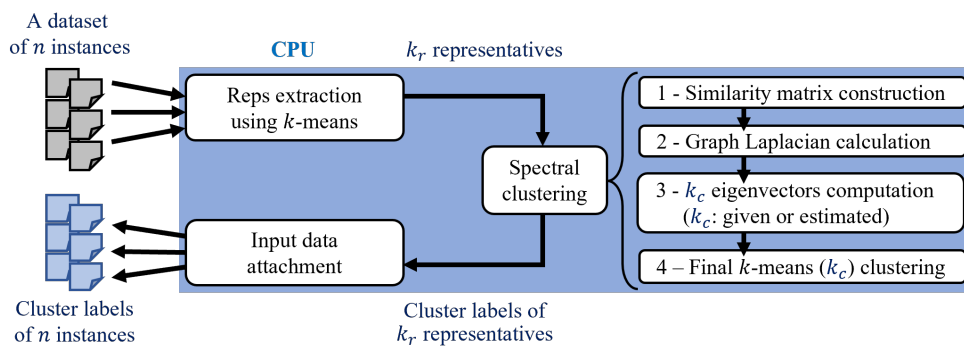 A dataset
of n instances
CPU
k_r representatives
Reps extraction
using k-means
Spectral
clustering
Input data
attachment
1 - Similarity matrix construction
2 - Graph Laplacian calculation
3 - k_c eigenvectors computation
(k_c: given or estimated)
4 – Final k-means (k_c) clustering
Cluster labels
of n instances
Cluster labels of
k_r representatives